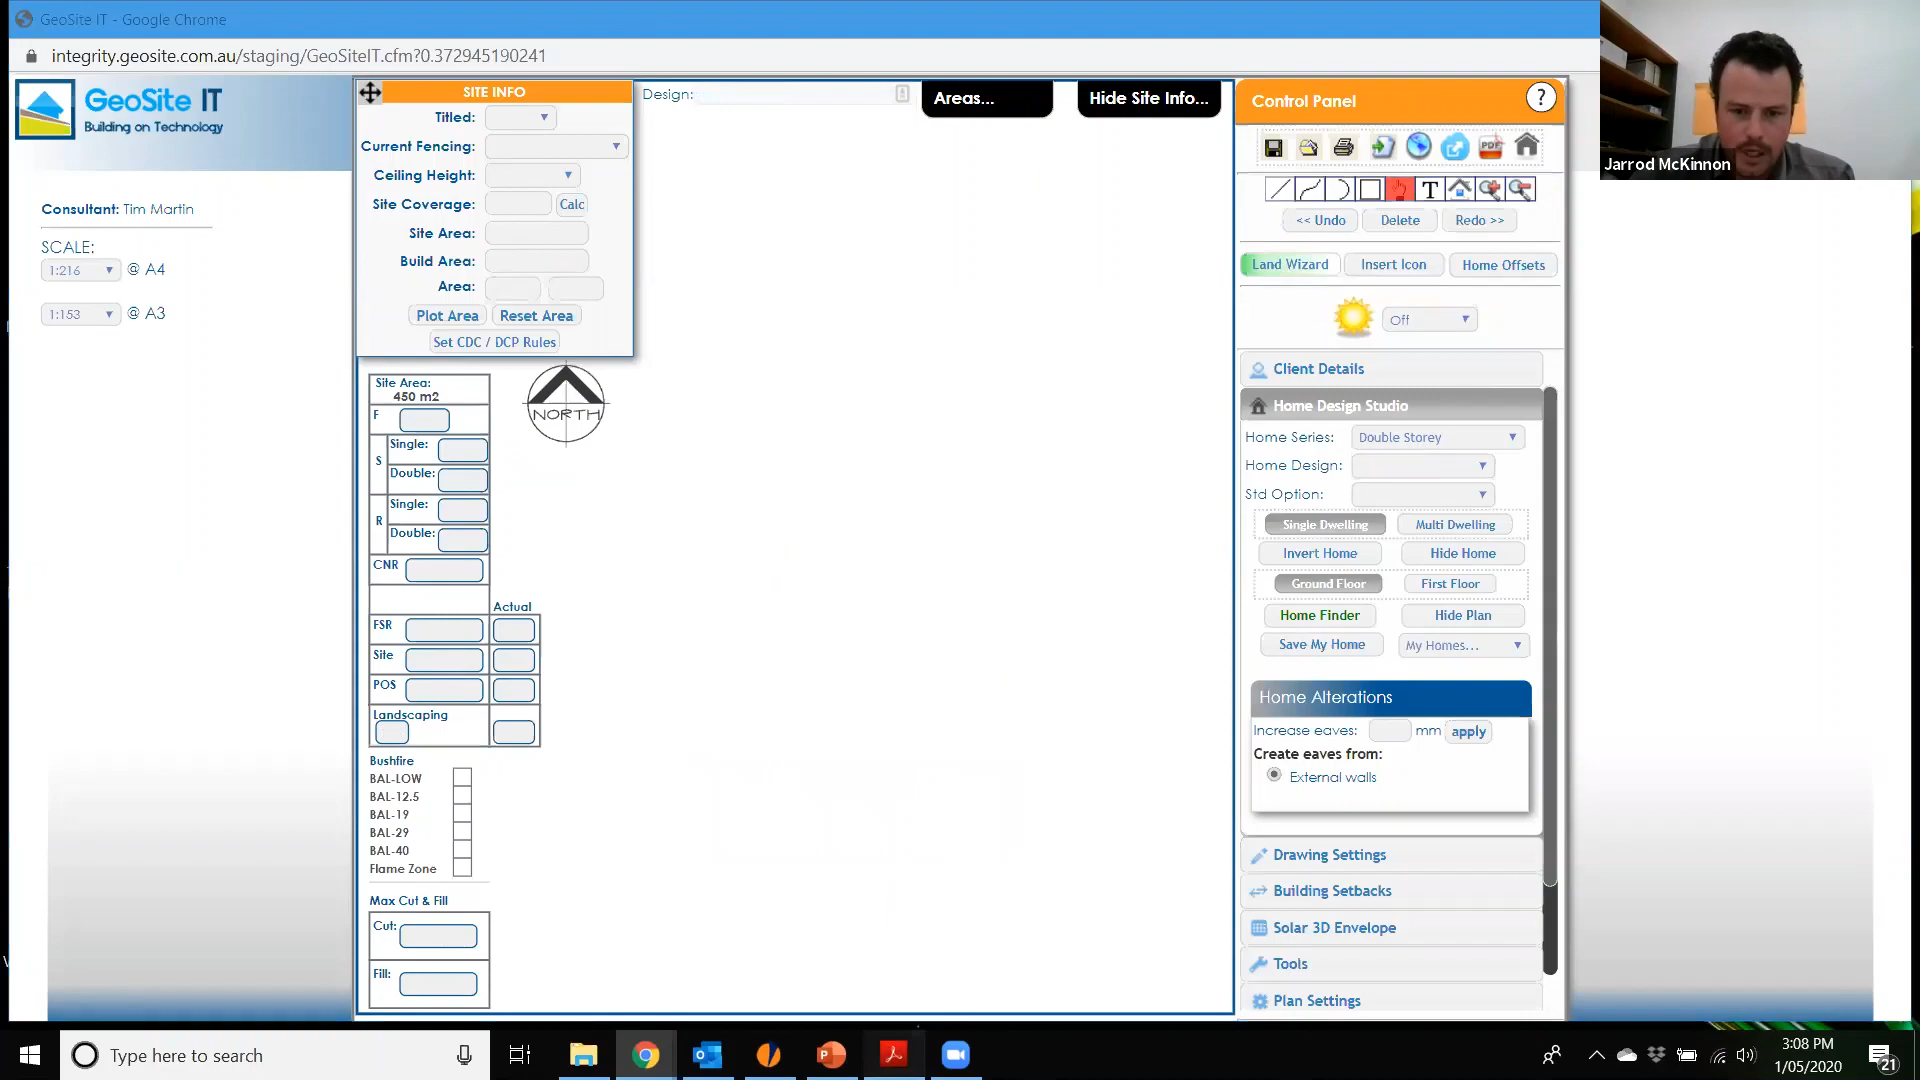 GeoSite IT - Google Chrome
integrity.geosite.com.au/staging/GeoSiteIT.cfm?0.372945190241
GeoSite IT
Building on Technology
Consultant: Tim Martin
SCALE:
1:216 @ A4
1:153 @ A3
SITE INFO
Titled:
Current Fencing:
Ceiling Height:
Site Coverage: Calc
Site Area:
Build Area:
Area:
Plot Area Reset Area
Set CDC / DCP Rules
Design:
Areas...
Hide Site Info...
NORTH
Site Area:
450 m2
F
S
Single:
Double:
R
Single:
Double:
CNR
Actual
FSR
Site
POS
Landscaping
Bushfire
BAL-LOW
BAL-12.5
BAL-19
BAL-29
BAL-40
Flame Zone
Max Cut & Fill
Cut:
Fill:
Control Panel
?
PDF
T
<< Undo Delete Redo >>
Land Wizard Insert Icon Home Offsets
Off
Client Details
Home Design Studio
Home Series: Double Storey
Home Design:
Std Option:
Single Dwelling Multi Dwelling
Invert Home Hide Home
Ground Floor First Floor
Home Finder Hide Plan
Save My Home My Homes...
Home Alterations
Increase eaves: mm apply
Create eaves from:
External walls
Drawing Settings
Building Setbacks
Solar 3D Envelope
Tools
Plan Settings
Jarrod McKinnon
Type here to search
3:08 PM
1/05/2020
21